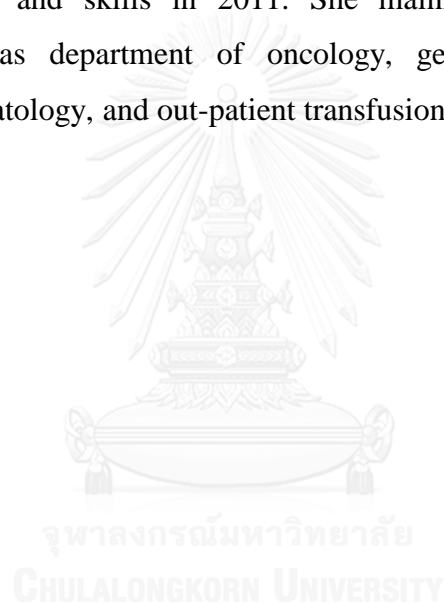 and skills in 2011. She
as department of oncology, ge
atology, and out-patient transfusion
จุฬาลงกรณ์มหาวิทยาลัย
CHULALONGKORN UNIVERSITY